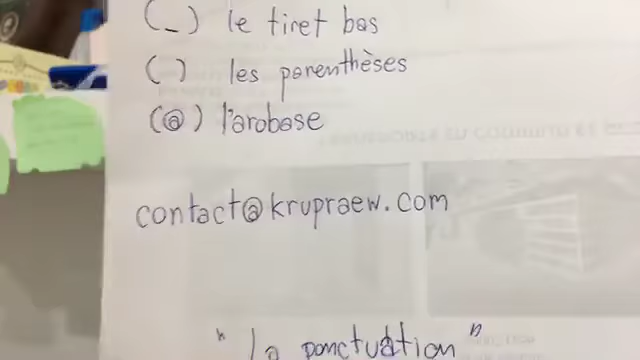 (_) le tiret bas
( ) les parenthèses
(@) l'arobase
contact@krupraew.com
" la ponctuation "